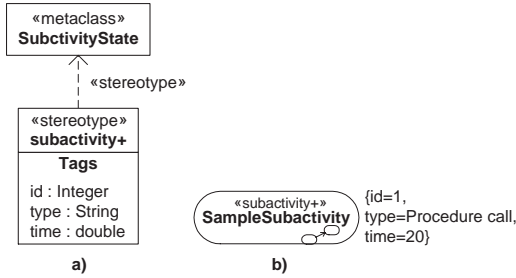 «metaclass»
SubctivityState
«stereotype»
«stereotype»
subactivity+
Tags
id : Integer
type : String
time : double
a)
«subactivity+»
SampleSubactivity
{id=1,
type=Procedure call,
time=20}
b)